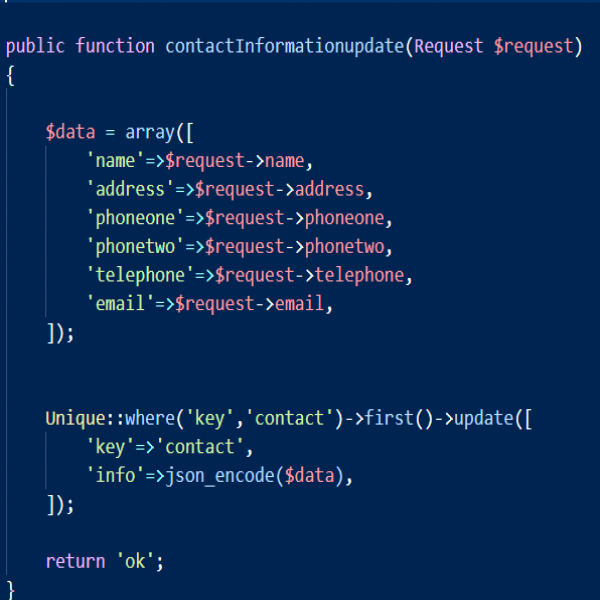 public function contactInformationupdate(Request $request)
{
$data = array([
'name'=>$request->name,
'address'=>$request->address,
'phoneone'=>$request->phoneone,
'phonetwo'=>$request->phonetwo,
'telephone'=>$request->telephone,
'email'=>$request->email,
]);
Unique::where('key','contact')->first()->update([
'key'=>'contact',
'info'=>json_encode($data),
]);
return 'ok';
}